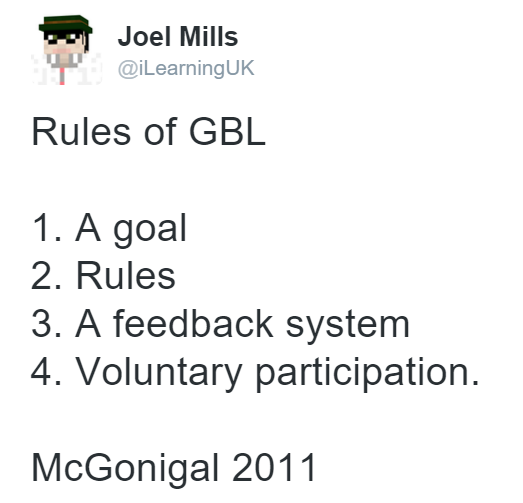 Joel Mills
@iLearningUK
Rules of GBL
1. A goal
2. Rules
3. A feedback system
4. Voluntary participation.
McGonigal 2011